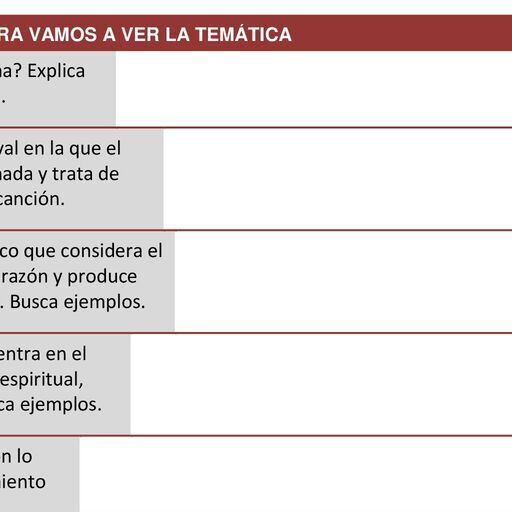 RA VAMOS A VER LA TEMÁTICA
na? Explica
.
val en la que el
nada y trata de
canción.
co que considera el
razón y produce
. Busca ejemplos.
entra en el
espiritual,
ca ejemplos.
n lo
iento